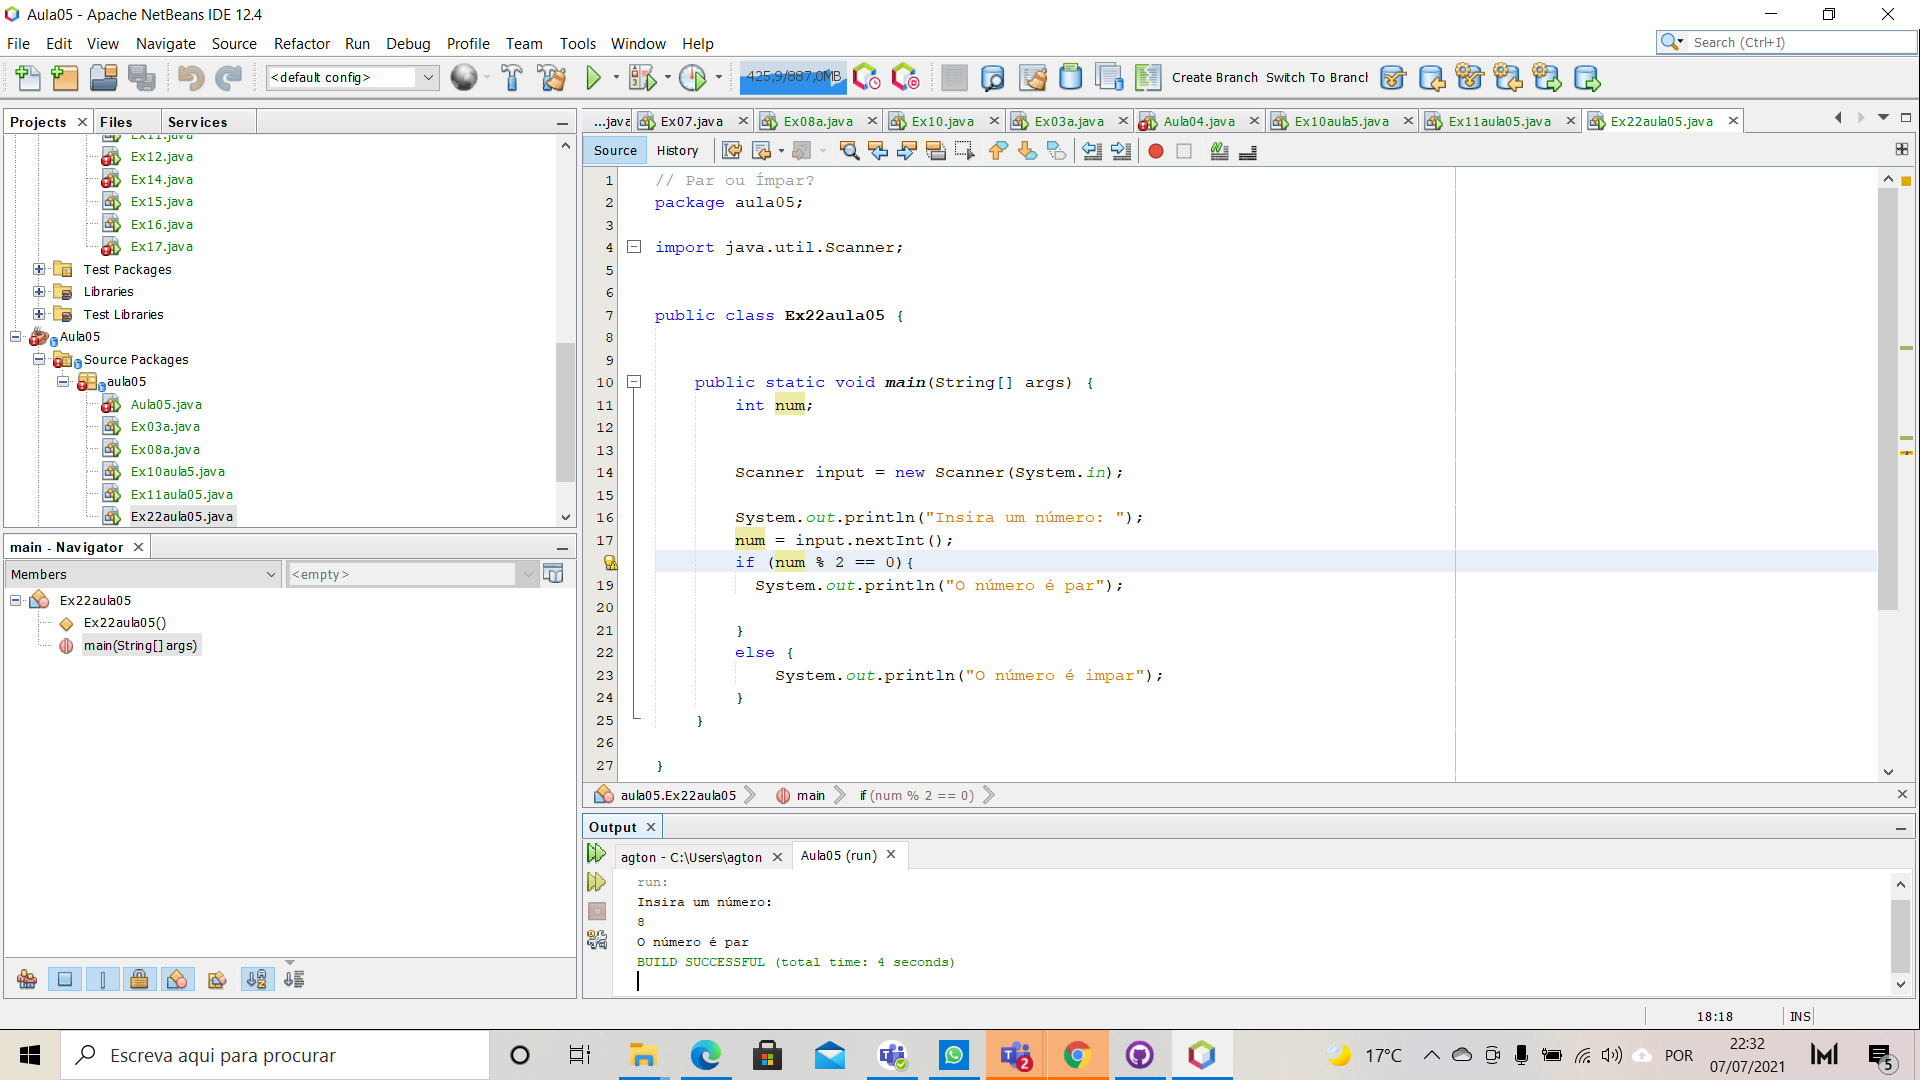 Aula05 - Apache NetBeans IDE 12.4
File Edit View Navigate Source Refactor Run Debug Profile Team Tools Window Help
Search (Ctrl+I)
<default config>
425,9/887,0MB
Create Branch Switch To Branch
Projects Files Services
Ex11.java
Ex12.java
Ex14.java
Ex15.java
Ex16.java
Ex17.java
Test Packages
Libraries
Test Libraries
Aula05
Source Packages
aula05
Aula05.java
Ex03a.java
Ex08a.java
Ex10aula5.java
Ex11aula05.java
Ex22aula05.java
main - Navigator
Members
<empty>
Ex22aula05
Ex22aula05()
main(String[] args)
...java Ex07.java Ex08a.java Ex10.java Ex03a.java Aula04.java Ex10aula5.java Ex11aula05.java Ex22aula05.java
Source History
1 // Par ou Ímpar?
2 package aula05;
3
4 import java.util.Scanner;
5
6
7 public class Ex22aula05 {
8
9
10 public static void main(String[] args) {
11 int num;
12
13
14 Scanner input = new Scanner(System.in);
15
16 System.out.println("Insira um número: ");
17 num = input.nextInt();
if (num % 2 == 0){
19 System.out.println("O número é par");
20
21 }
22 else {
23 System.out.println("O número é impar");
24 }
25 }
26
27 }
aula05.Ex22aula05 main if (num % 2 == 0)
Output
agton - C:\Users\agton Aula05 (run)
run:
Insira um número:
8
O número é par
BUILD SUCCESSFUL (total time: 4 seconds)
18:18 INS
Escreva aqui para procurar
2
17°C
POR
22:32
07/07/2021
5